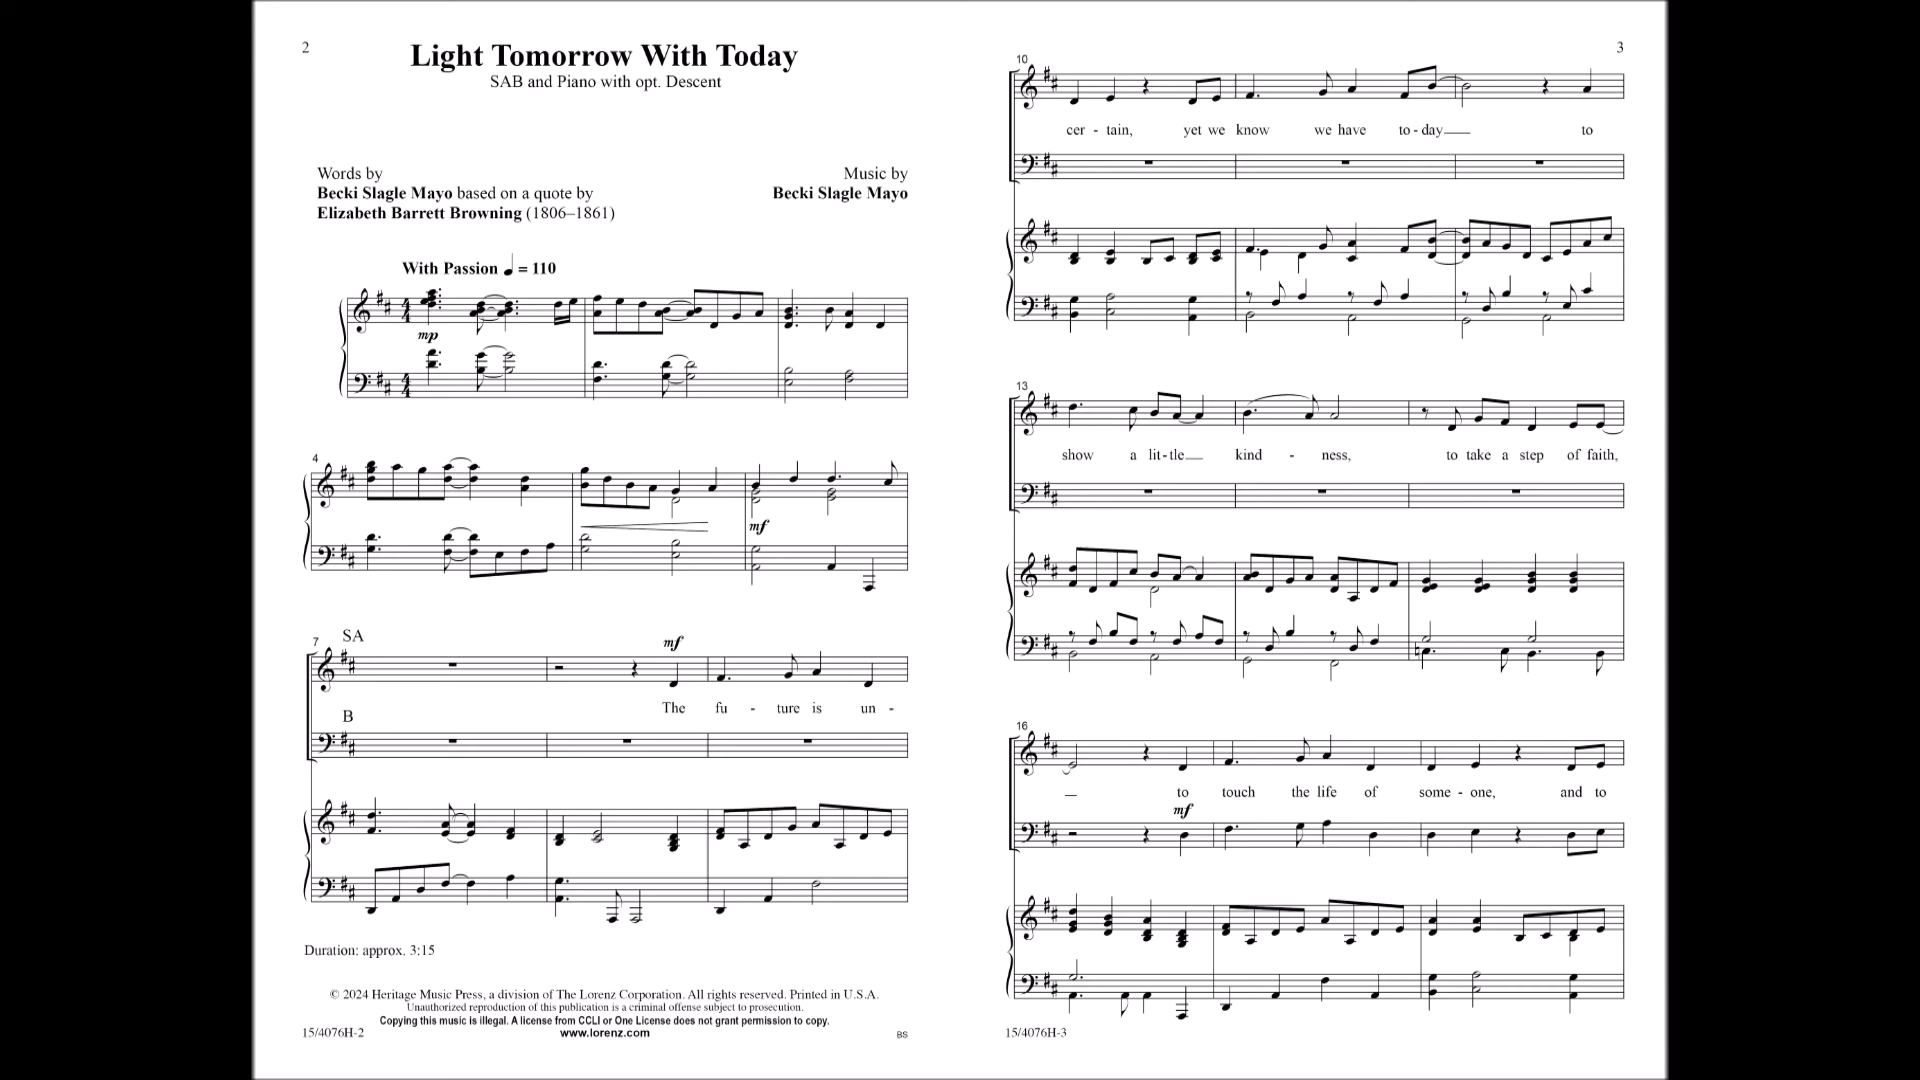 2
Light Tomorrow With Today
SAB and Piano with opt. Descent
Words by
Becki Slagle Mayo based on a quote by
Elizabeth Barrett Browning (1806–1861)
Music by
Becki Slagle Mayo
With Passion ♩ = 110
mp
4
mf
7
SA
mf
The fu - ture is un -
B
Duration: approx. 3:15
© 2024 Heritage Music Press, a division of The Lorenz Corporation. All rights reserved. Printed in U.S.A.
Unauthorized reproduction of this publication is a criminal offense subject to prosecution.
Copying this music is illegal. A license from CCLI or One License does not grant permission to copy.
www.lorenz.com
15/4076H-2
BS
3
10
cer - tain, yet we know we have to - day to
13
show a lit - tle kind - ness, to take a step of faith,
16
to touch the life of some - one, and to
mf
15/4076H-3